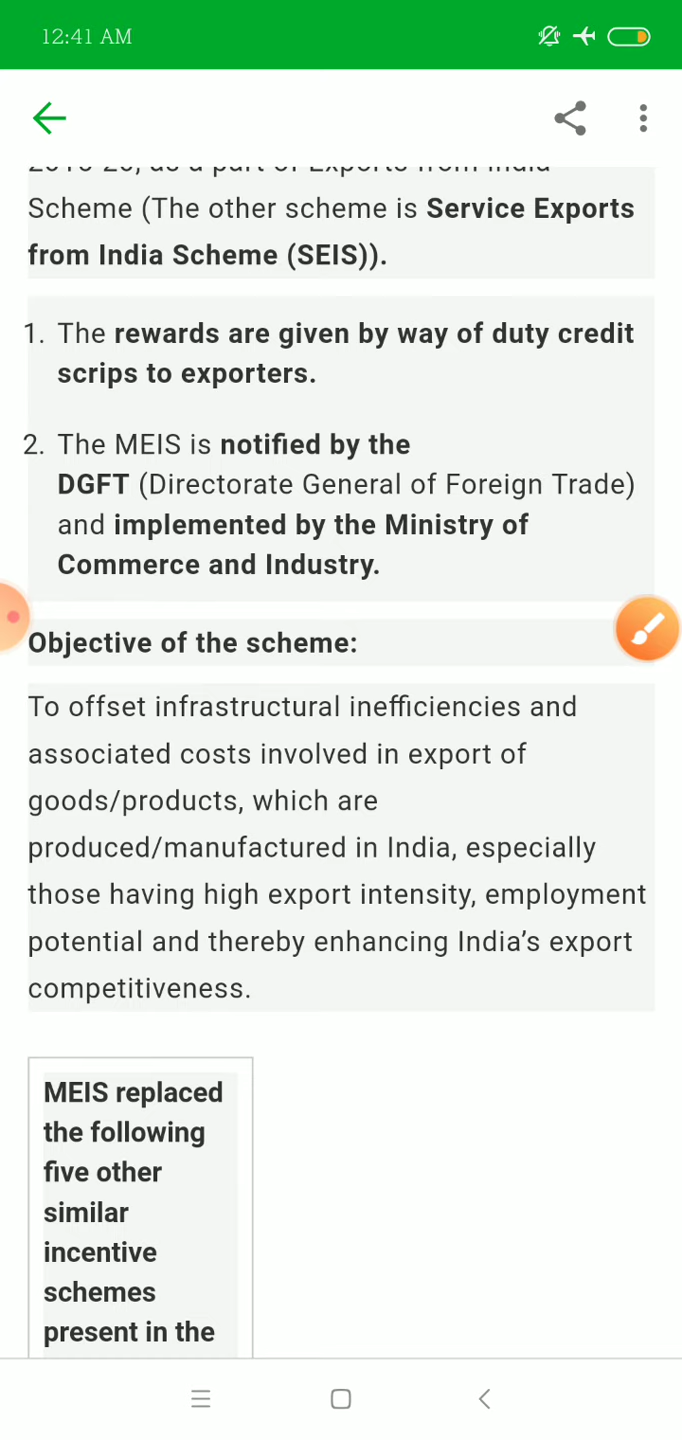 12:41 AM
Scheme (The other scheme is Service Exports
from India Scheme (SEIS)).
1. The rewards are given by way of duty credit
scrips to exporters.
2. The MEIS is notified by the
DGFT (Directorate General of Foreign Trade)
and implemented by the Ministry of
Commerce and Industry.
Objective of the scheme:
To offset infrastructural inefficiencies and
associated costs involved in export of
goods/products, which are
produced/manufactured in India, especially
those having high export intensity, employment
potential and thereby enhancing India’s export
competitiveness.
MEIS replaced
the following
five other
similar
incentive
schemes
present in the